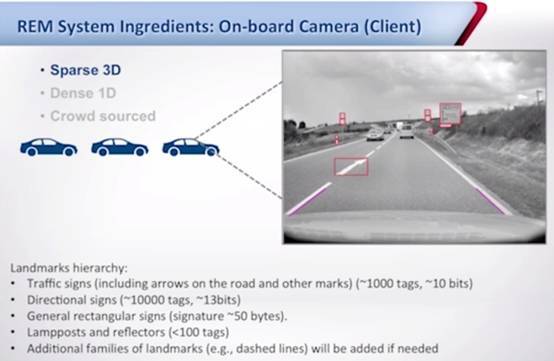 REM System Ingredients: On-board Camera (Client)
• Sparse 3D
• Dense 1D
• Crowd sourced
Landmarks hierarchy:
• Traffic signs (including arrows on the road and other marks) (~1000 tags, ~10 bits)
• Directional signs (~10000 tags, ~13bits)
• General rectangular signs (signature ~50 bytes).
• Lampposts and reflectors (<100 tags)
• Additional families of landmarks (e.g., dashed lines) will be added if needed